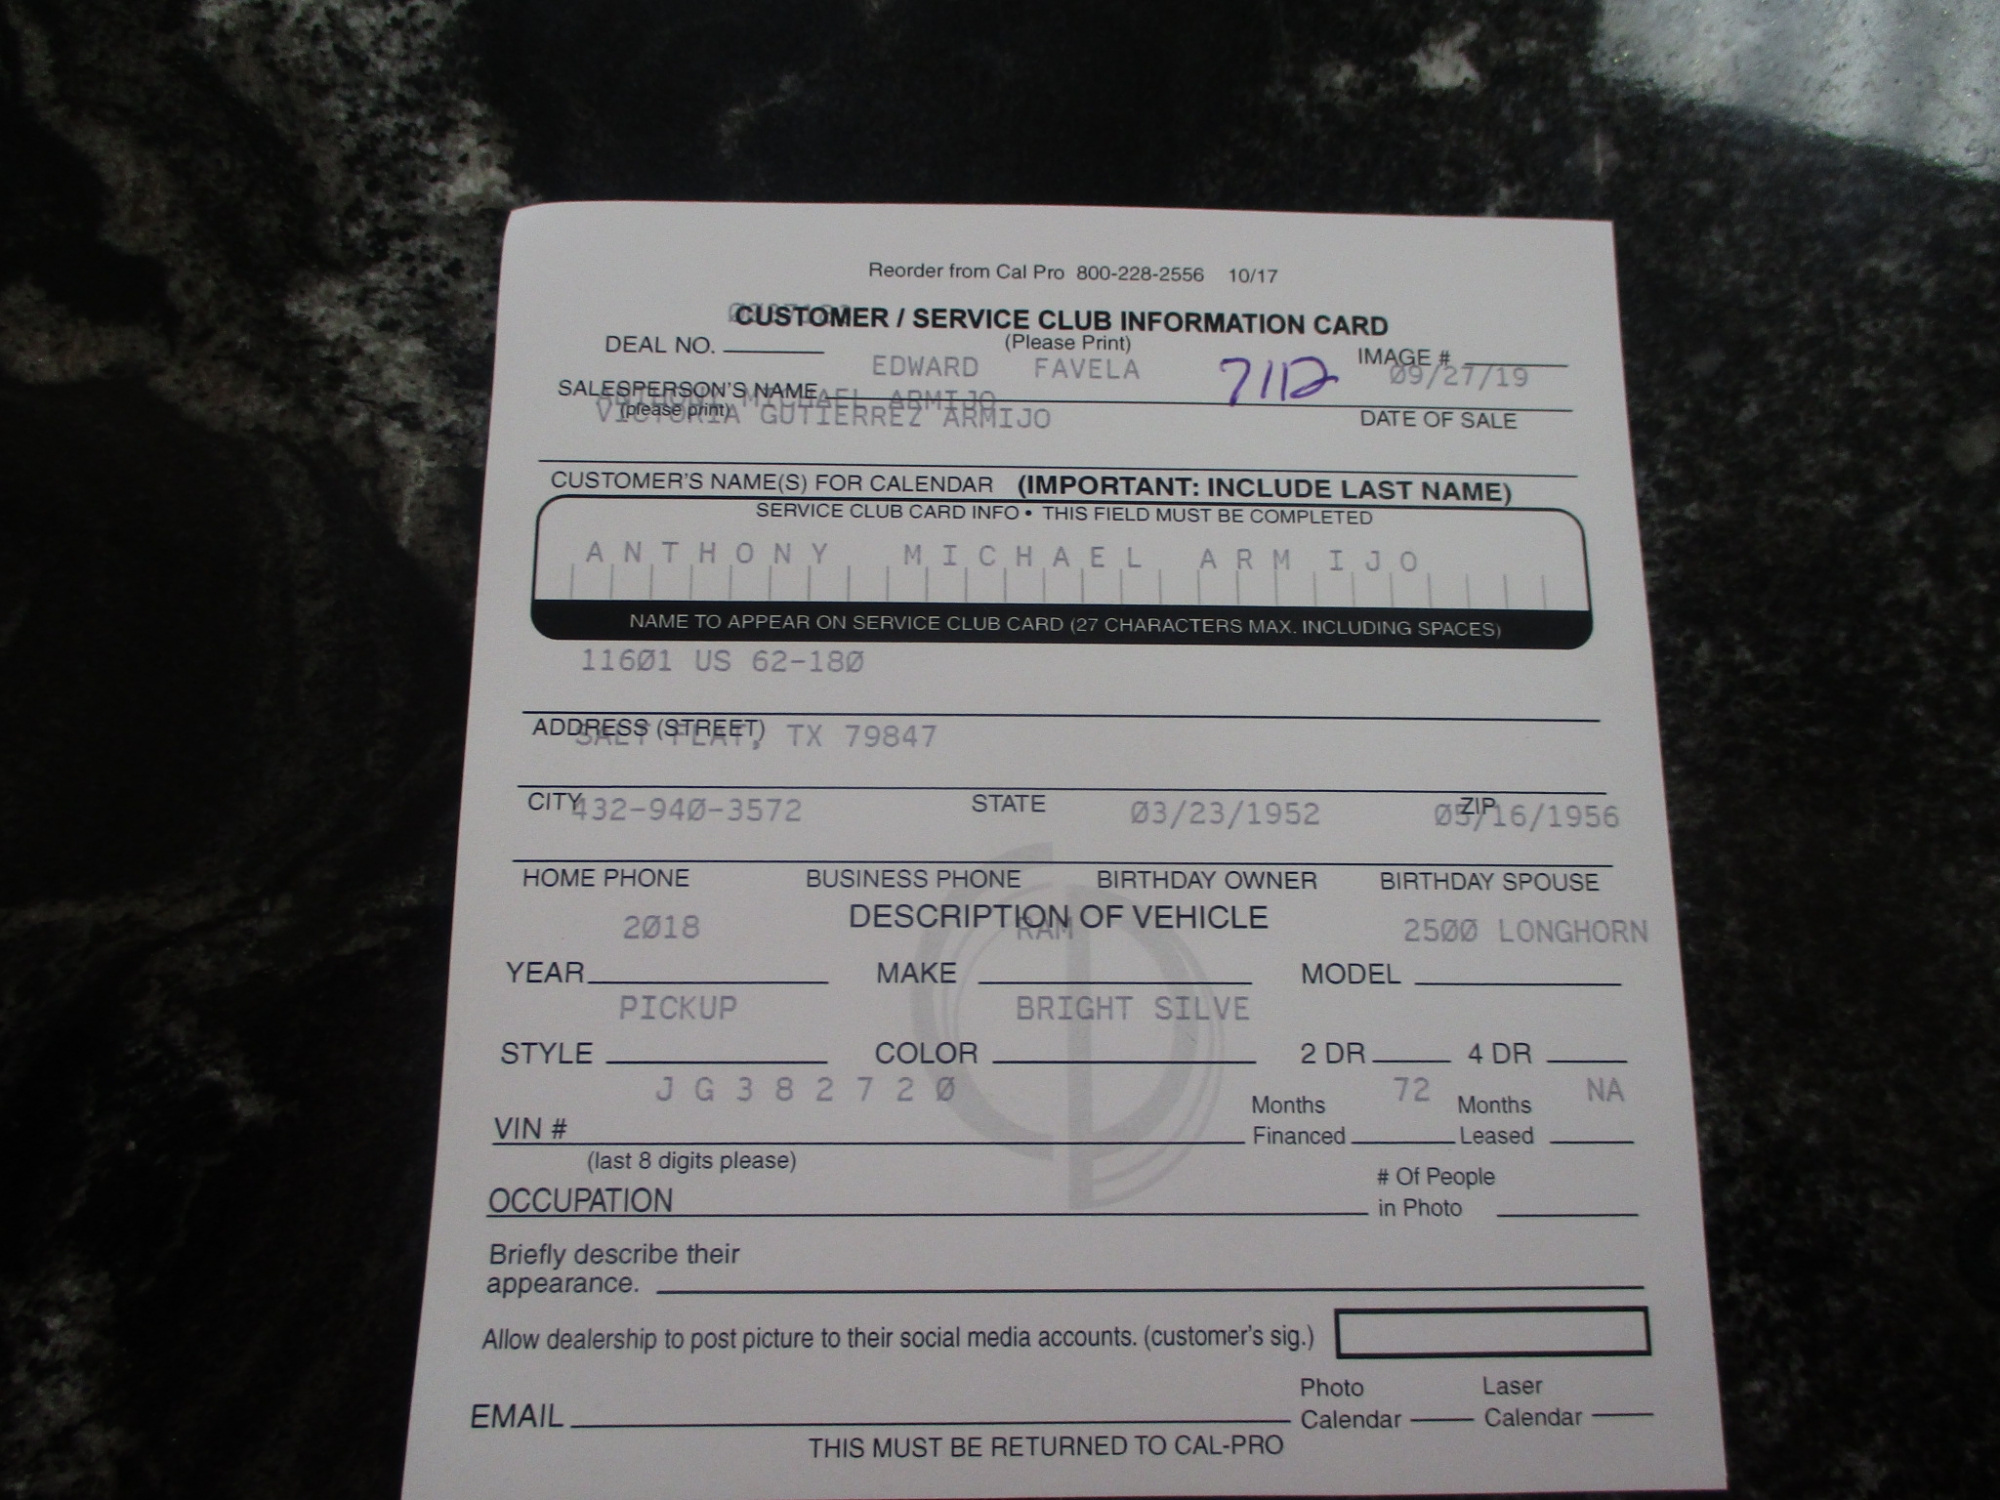 Reorder from Cal Pro 800-228-2556 10/17
CUSTOMER / SERVICE CLUB INFORMATION CARD
DEAL NO.
(Please Print)
IMAGE #
EDWARD FAVELA
7112
09/27/19
SALESPERSON'S NAME
(please print)
ANTHONY MICHAEL ARMIJO
VICTORIA GUTIERREZ ARMIJO
DATE OF SALE
CUSTOMER'S NAME(S) FOR CALENDAR (IMPORTANT: INCLUDE LAST NAME)
SERVICE CLUB CARD INFO • THIS FIELD MUST BE COMPLETED
ANTHONY MICHAEL ARMIJO
NAME TO APPEAR ON SERVICE CLUB CARD (27 CHARACTERS MAX. INCLUDING SPACES)
11601 US 62-180
ADDRESS (STREET)
SALT FLAT, TX 79847
CITY STATE ZIP
432-940-3572 03/23/1952 05/16/1956
HOME PHONE BUSINESS PHONE BIRTHDAY OWNER BIRTHDAY SPOUSE
DESCRIPTION OF VEHICLE
2018 RAM 2500 LONGHORN
YEAR MAKE MODEL
PICKUP BRIGHT SILVE
STYLE COLOR 2 DR 4 DR
JG382720 72 NA
VIN # Months Financed Months Leased
(last 8 digits please)
OCCUPATION # Of People in Photo
Briefly describe their
appearance.
Allow dealership to post picture to their social media accounts. (customer's sig.)
EMAIL Photo Calendar Laser Calendar
THIS MUST BE RETURNED TO CAL-PRO